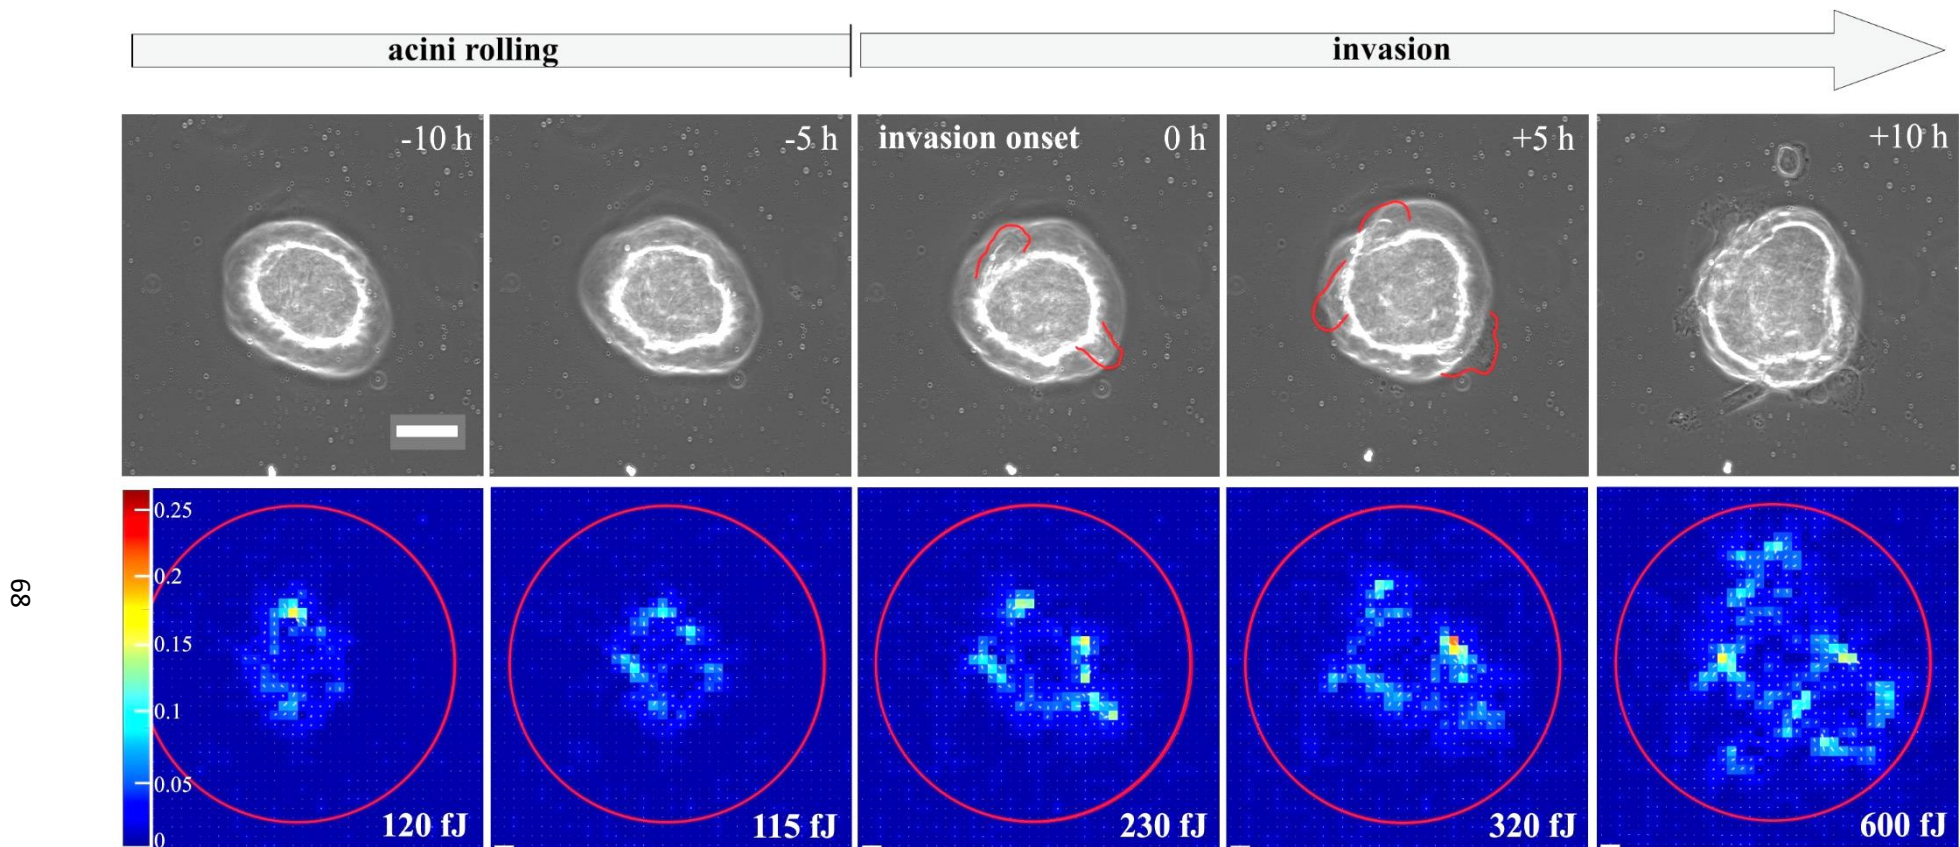 acini rolling
invasion
-10 h
-5 h
invasion onset 0 h
+5 h
+10 h
0.25
0.2
0.15
0.1
0.05
0
120 fJ
115 fJ
230 fJ
320 fJ
600 fJ
68